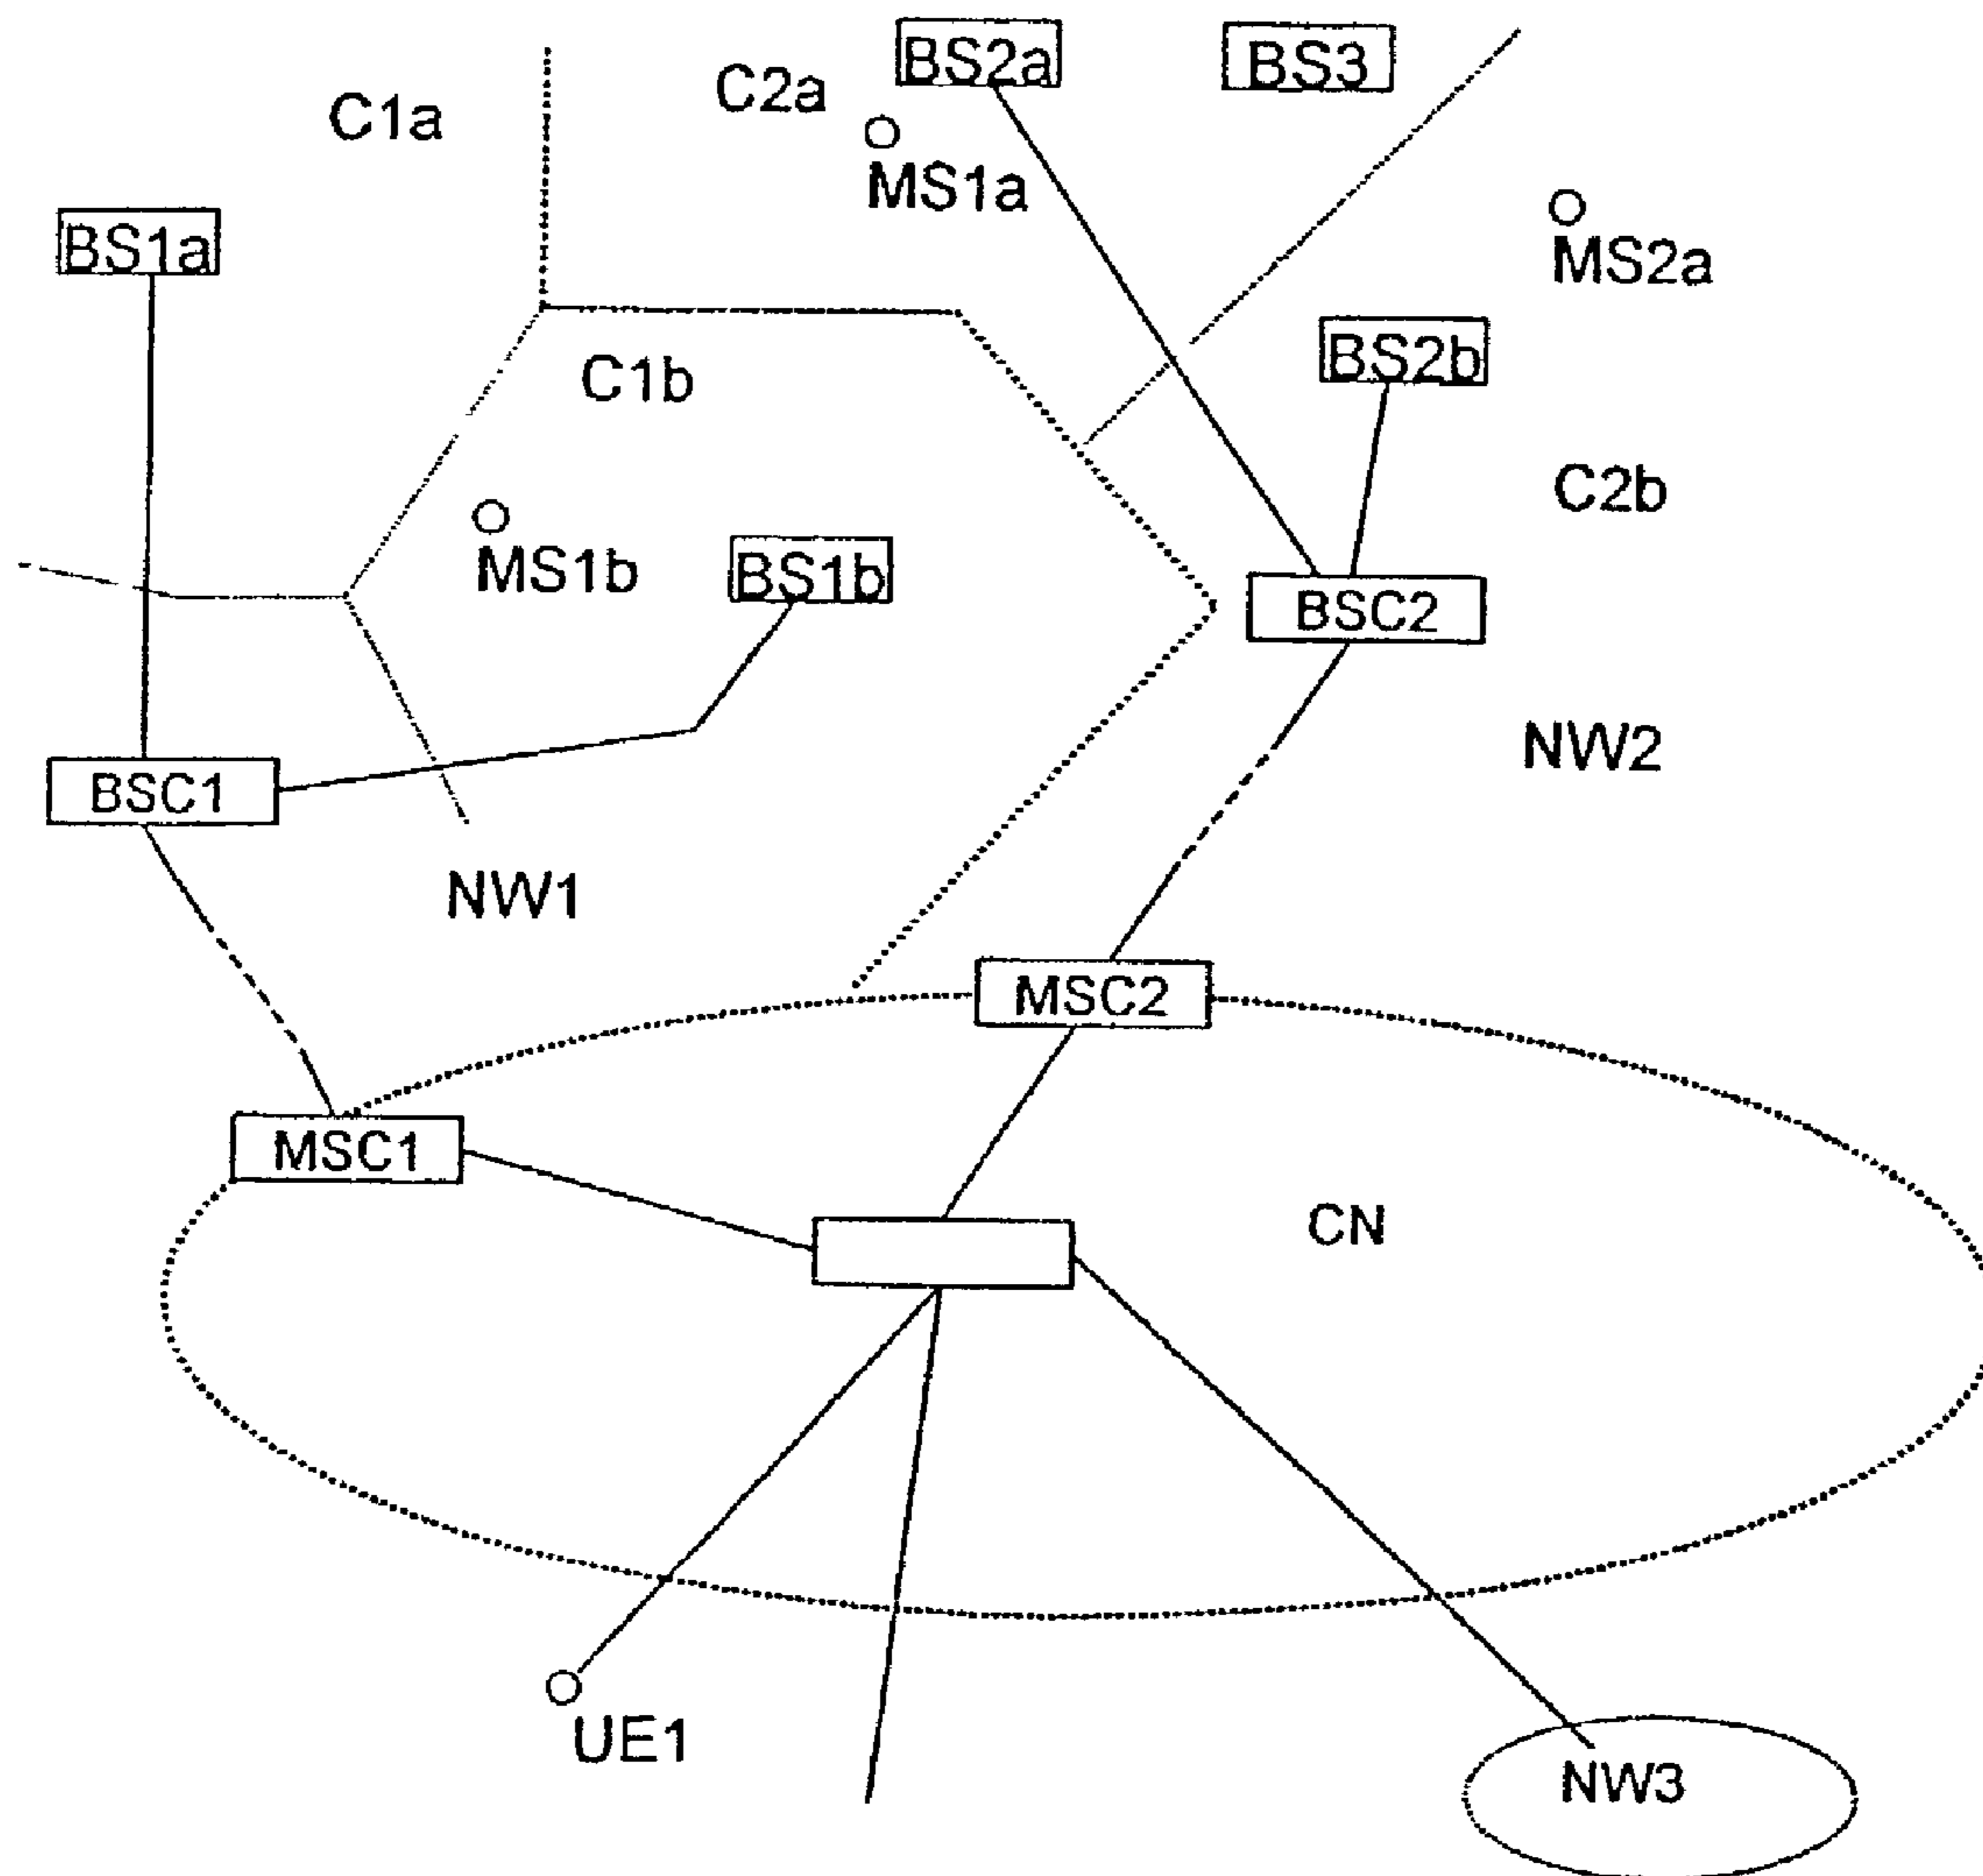 BS2a
BS3
C2a
C1a
MS1a
BS1a
MS2a
BS2b
C1b
C2b
MS1b
BS1b
BSC2
NW2
BSC1
NW1
MSC2
MSC1
CN
UE1
NW3